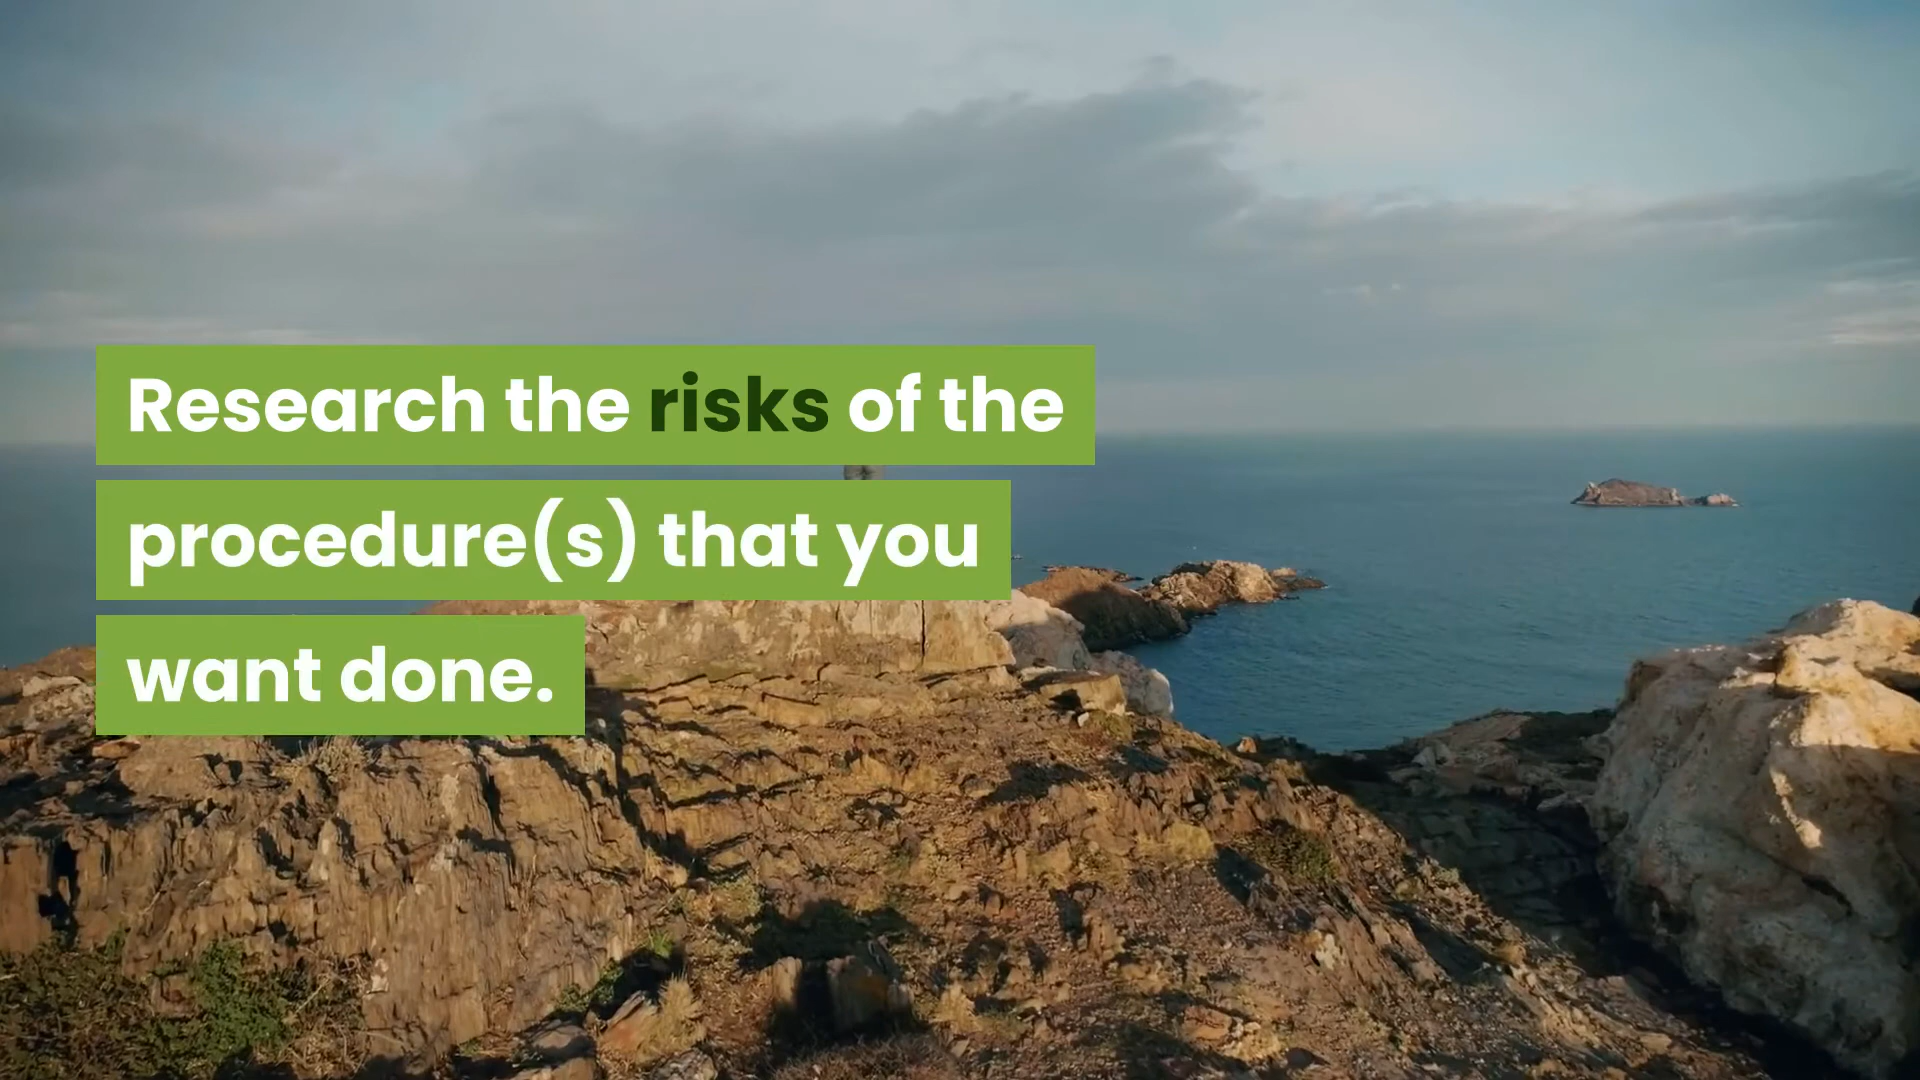 Research the risks of the
procedure(s) that you
want done.